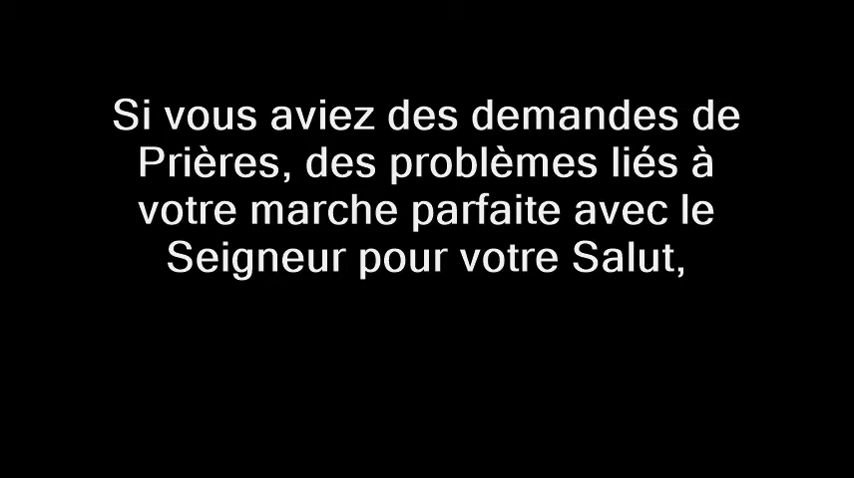 Si vous aviez des demandes de
Prières, des problèmes liés à
votre marche parfaite avec le
Seigneur pour votre Salut,